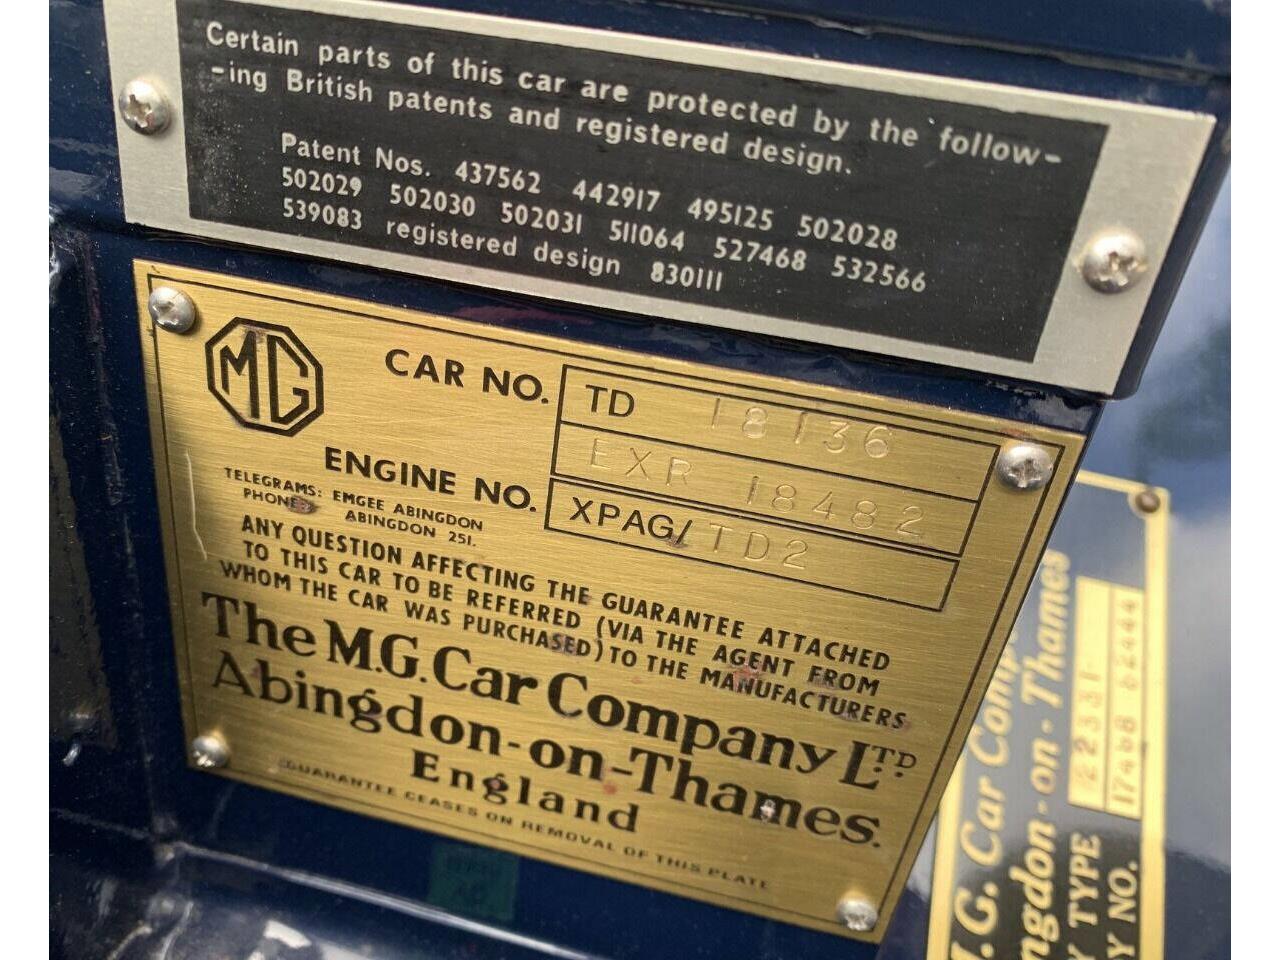 Certain parts of this car are protected by the follow-
-ing British patents and registered design.
Patent Nos. 437562 442917 495125 502028
502029 502030 502031 511064 527468 532566
539083 registered design 830111
MG
CAR NO. TD 18136
EXR 18482
ENGINE NO. XPAG/TD2
TELEGRAMS: EMGEE ABINGDON
PHONE: ABINGDON 251.
ANY QUESTION AFFECTING THE GUARANTEE ATTACHED
TO THIS CAR TO BE REFERRED (VIA THE AGENT FROM
WHOM THE CAR WAS PURCHASED) TO THE MANUFACTURERS
The M.G. Car Company LTD.
Abingdon-on-Thames.
England
GUARANTEE CEASES ON REMOVAL OF THIS PLATE
.G. Car Comp
ngdon-on-Thames
Y TYPE 22331
Y NO.